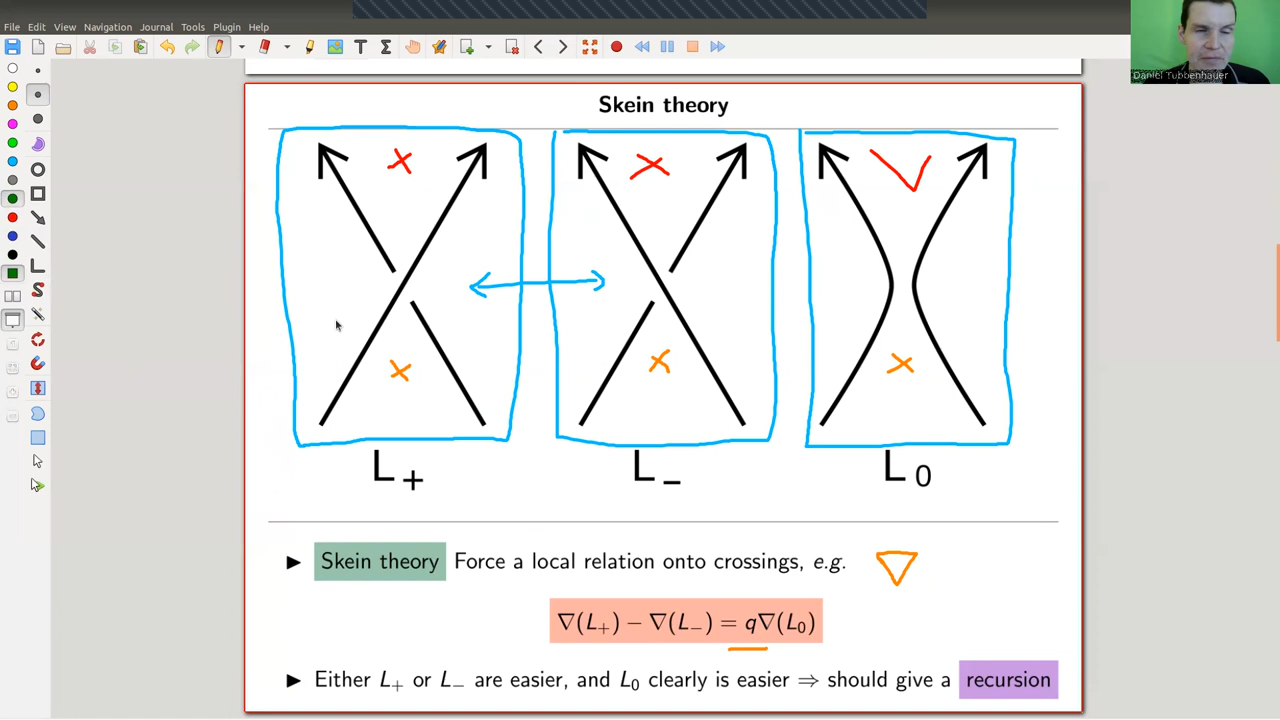 File Edit View Navigation Journal Tools Plugin Help
Daniel Tubbenhauer
Skein theory
L+ L− L0
▶ Skein theory Force a local relation onto crossings, e.g. ▽
∇(L₊) − ∇(L₋) = q∇(L₀)
▶ Either L₊ or L₋ are easier, and L₀ clearly is easier ⇒ should give a recursion